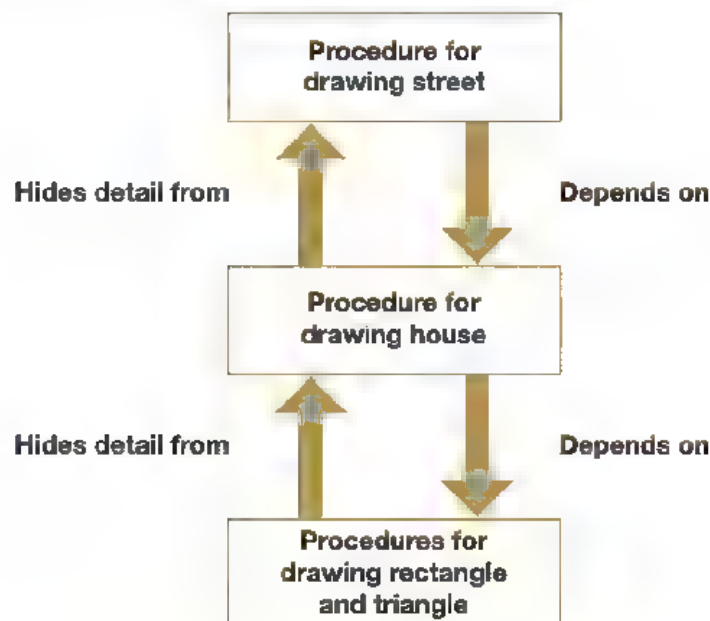 Procedure for
drawing street
Hides detail from
Depends on
Procedure for
drawing house
Hides detail from
Depends on
Procedures for
drawing rectangle
and triangle